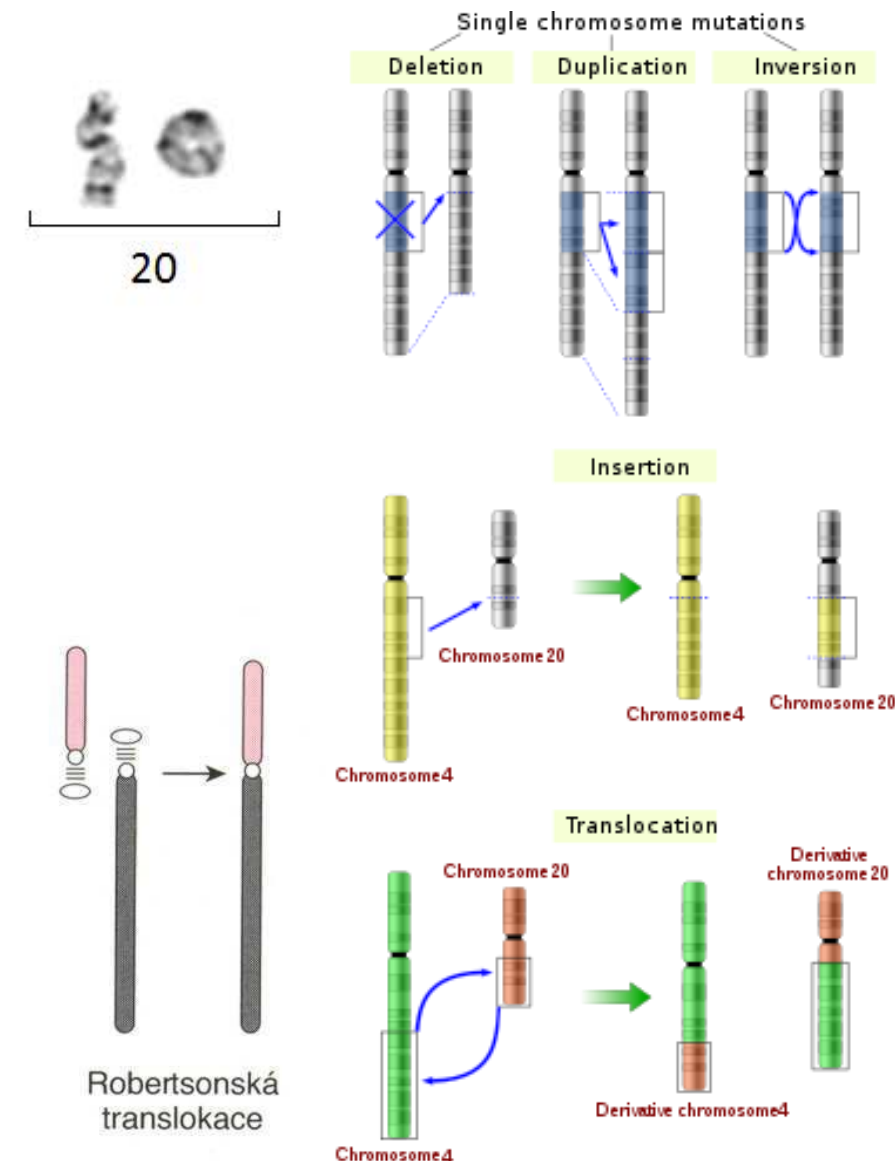 Single chromosome mutations
Deletion
Duplication
Inversion
20
Insertion
Chromosome 20
Chromosome 4
Chromosome 4
Chromosome 20
Robertsonská
translokace
Translocation
Chromosome 20
Chromosome 4
Derivative
chromosome 20
Derivative chromosome 4